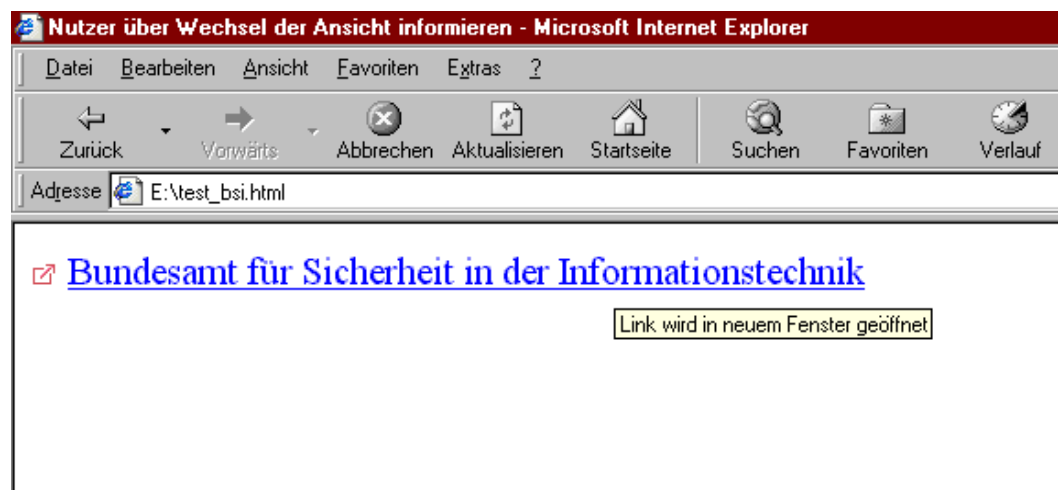 Nutzer über Wechsel der Ansicht informieren - Microsoft Internet Explorer
Datei Bearbeiten Ansicht Favoriten Extras ?
Zurück Vorwärts Abbrechen Aktualisieren Startseite Suchen Favoriten Verlauf
Adresse E:\test_bsi.html
Bundesamt für Sicherheit in der Informationstechnik
Link wird in neuem Fenster geöffnet